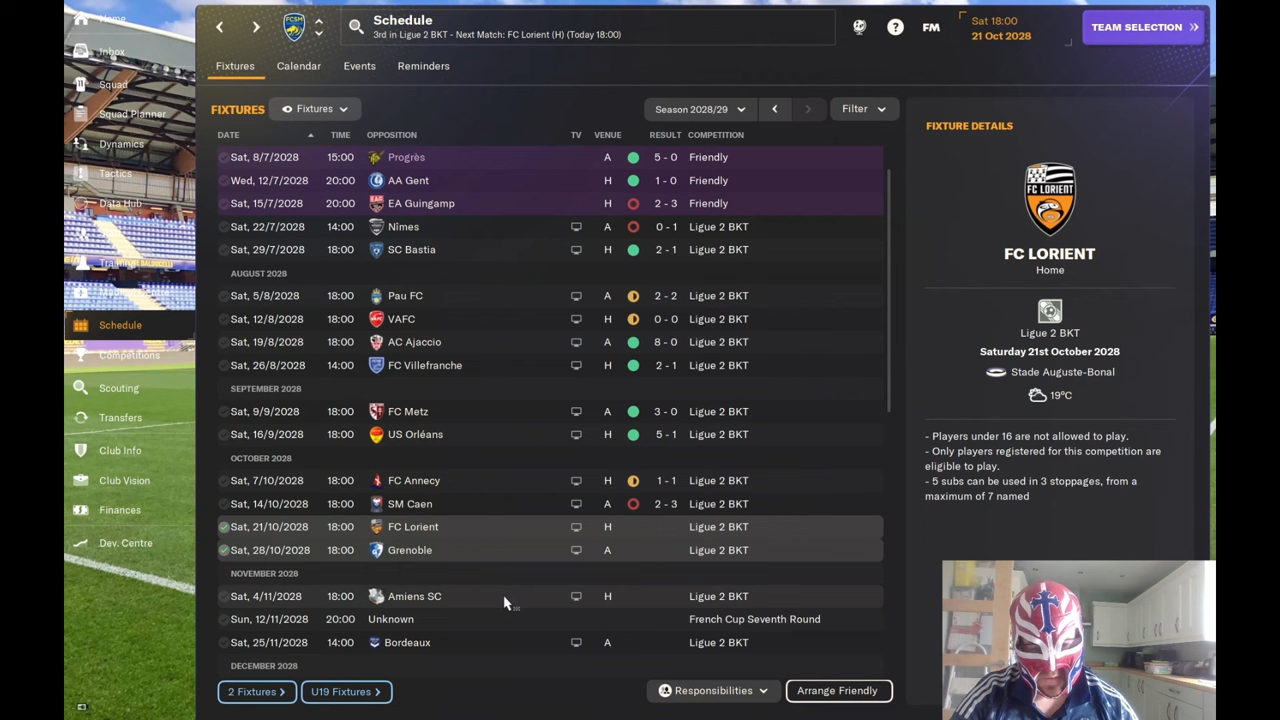 Home
Schedule
3rd in Ligue 2 BKT - Next Match: FC Lorient (H) (Today 18:00)
FCSM
?
FM
Sat 18:00
21 Oct 2028
TEAM SELECTION
Inbox
Squad
Squad Planner
Dynamics
Tactics
Data Hub
Schedule
Competitions
Scouting
Transfers
Club Info
Club Vision
Finances
Dev. Centre
Fixtures
Calendar
Events
Reminders
FIXTURES
Fixtures
Season 2028/29
Filter
DATE TIME OPPOSITION TV VENUE RESULT COMPETITION
Sat, 8/7/2028 15:00 Progrès A 5 - 0 Friendly
Wed, 12/7/2028 20:00 AA Gent H 1 - 0 Friendly
Sat, 15/7/2028 20:00 EA Guingamp H 2 - 3 Friendly
Sat, 22/7/2028 14:00 Nîmes A 0 - 1 Ligue 2 BKT
Sat, 29/7/2028 18:00 SC Bastia H 2 - 1 Ligue 2 BKT
AUGUST 2028
Sat, 5/8/2028 18:00 Pau FC A 2 - 2 Ligue 2 BKT
Sat, 12/8/2028 18:00 VAFC H 0 - 0 Ligue 2 BKT
Sat, 19/8/2028 18:00 AC Ajaccio A 8 - 0 Ligue 2 BKT
Sat, 26/8/2028 14:00 FC Villefranche H 2 - 1 Ligue 2 BKT
SEPTEMBER 2028
Sat, 9/9/2028 18:00 FC Metz A 3 - 0 Ligue 2 BKT
Sat, 16/9/2028 18:00 US Orléans H 5 - 1 Ligue 2 BKT
OCTOBER 2028
Sat, 7/10/2028 18:00 FC Annecy H 1 - 1 Ligue 2 BKT
Sat, 14/10/2028 18:00 SM Caen A 2 - 3 Ligue 2 BKT
Sat, 21/10/2028 18:00 FC Lorient H Ligue 2 BKT
Sat, 28/10/2028 18:00 Grenoble A Ligue 2 BKT
NOVEMBER 2028
Sat, 4/11/2028 18:00 Amiens SC H Ligue 2 BKT
Sun, 12/11/2028 20:00 Unknown French Cup Seventh Round
Sat, 25/11/2028 14:00 Bordeaux A Ligue 2 BKT
DECEMBER 2028
2 Fixtures >
U19 Fixtures >
Responsibilities
Arrange Friendly
FIXTURE DETAILS
FC LORIENT
FC LORIENT
Home
Ligue 2 BKT
Saturday 21st October 2028
Stade Auguste-Bonal
19ºC
- Players under 16 are not allowed to play.
- Only players registered for this competition are
eligible to play.
- 5 subs can be used in 3 stoppages, from a
maximum of 7 named